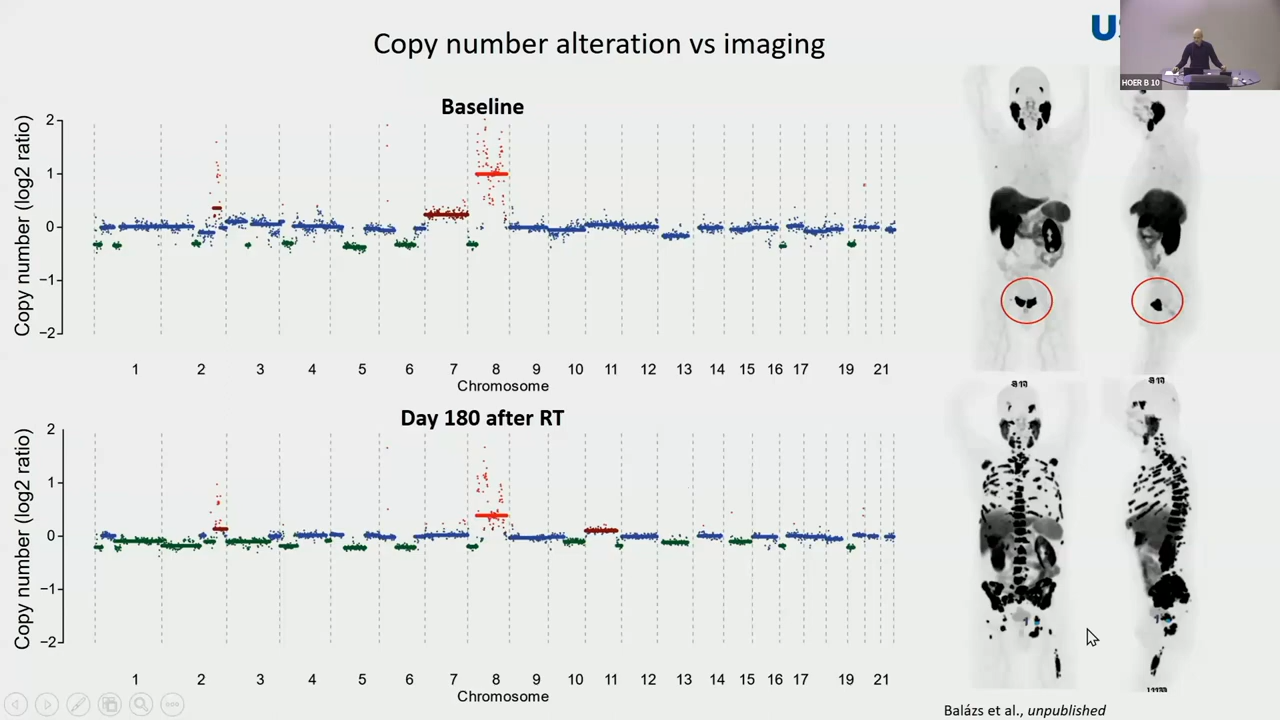 Copy number alteration vs imaging
HOER B 10
Baseline
Copy number (log2 ratio)
2
1
0
−1
−2
1 2 3 4 5 6 7 8 9 10 11 12 13 14 15 16 17 19 21
Chromosome
Day 180 after RT
Copy number (log2 ratio)
2
1
0
−1
−2
1 2 3 4 5 6 7 8 9 10 11 12 13 14 15 16 17 19 21
Chromosome
Balázs et al., unpublished